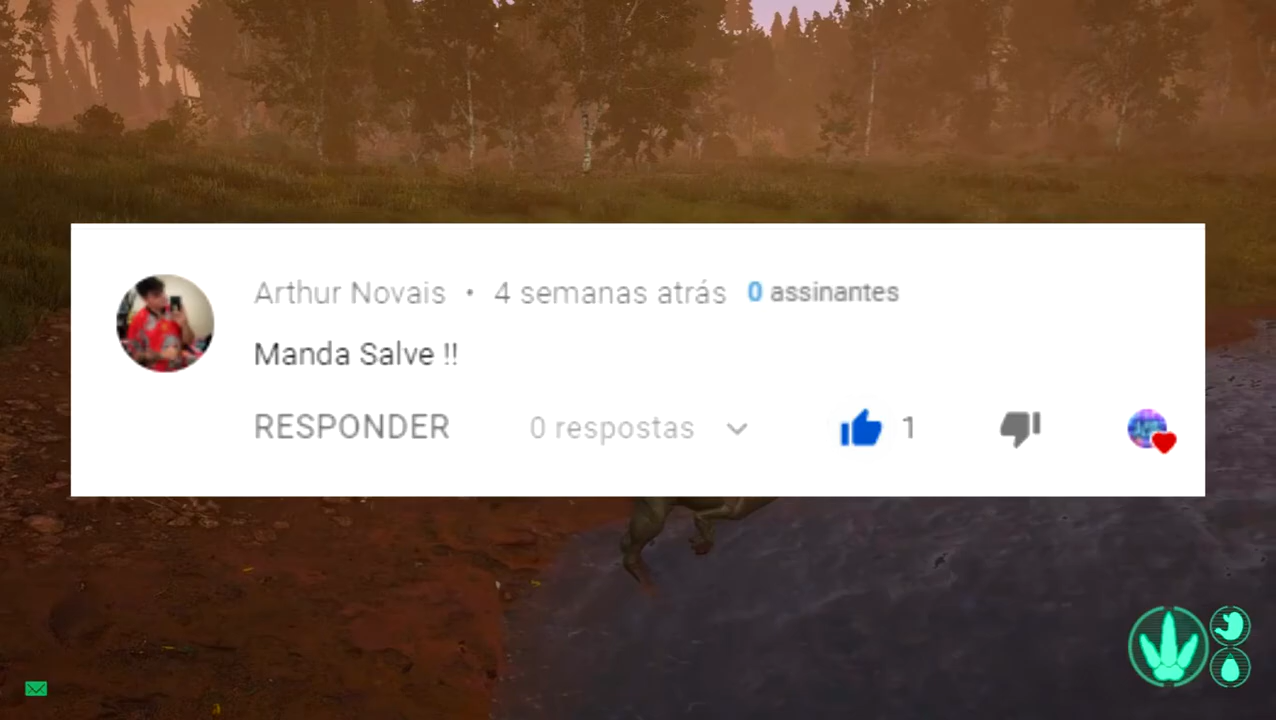 Arthur Novais • 4 semanas atrás 0 assinantes
Manda Salve !!
RESPONDER 0 respostas 1